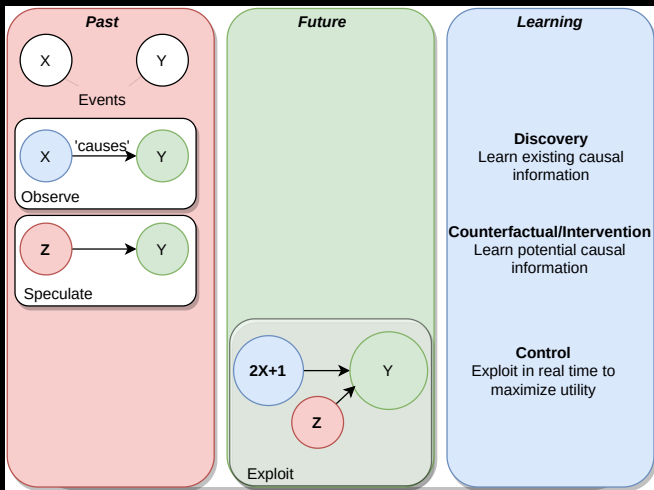 Past
X
Y
Events
X
'causes'
Y
Observe
Z
Y
Speculate
Future
2X+1
Y
Z
Exploit
Learning
Discovery
Learn existing causal
information
Counterfactual/Intervention
Learn potential causal
information
Control
Exploit in real time to
maximize utility